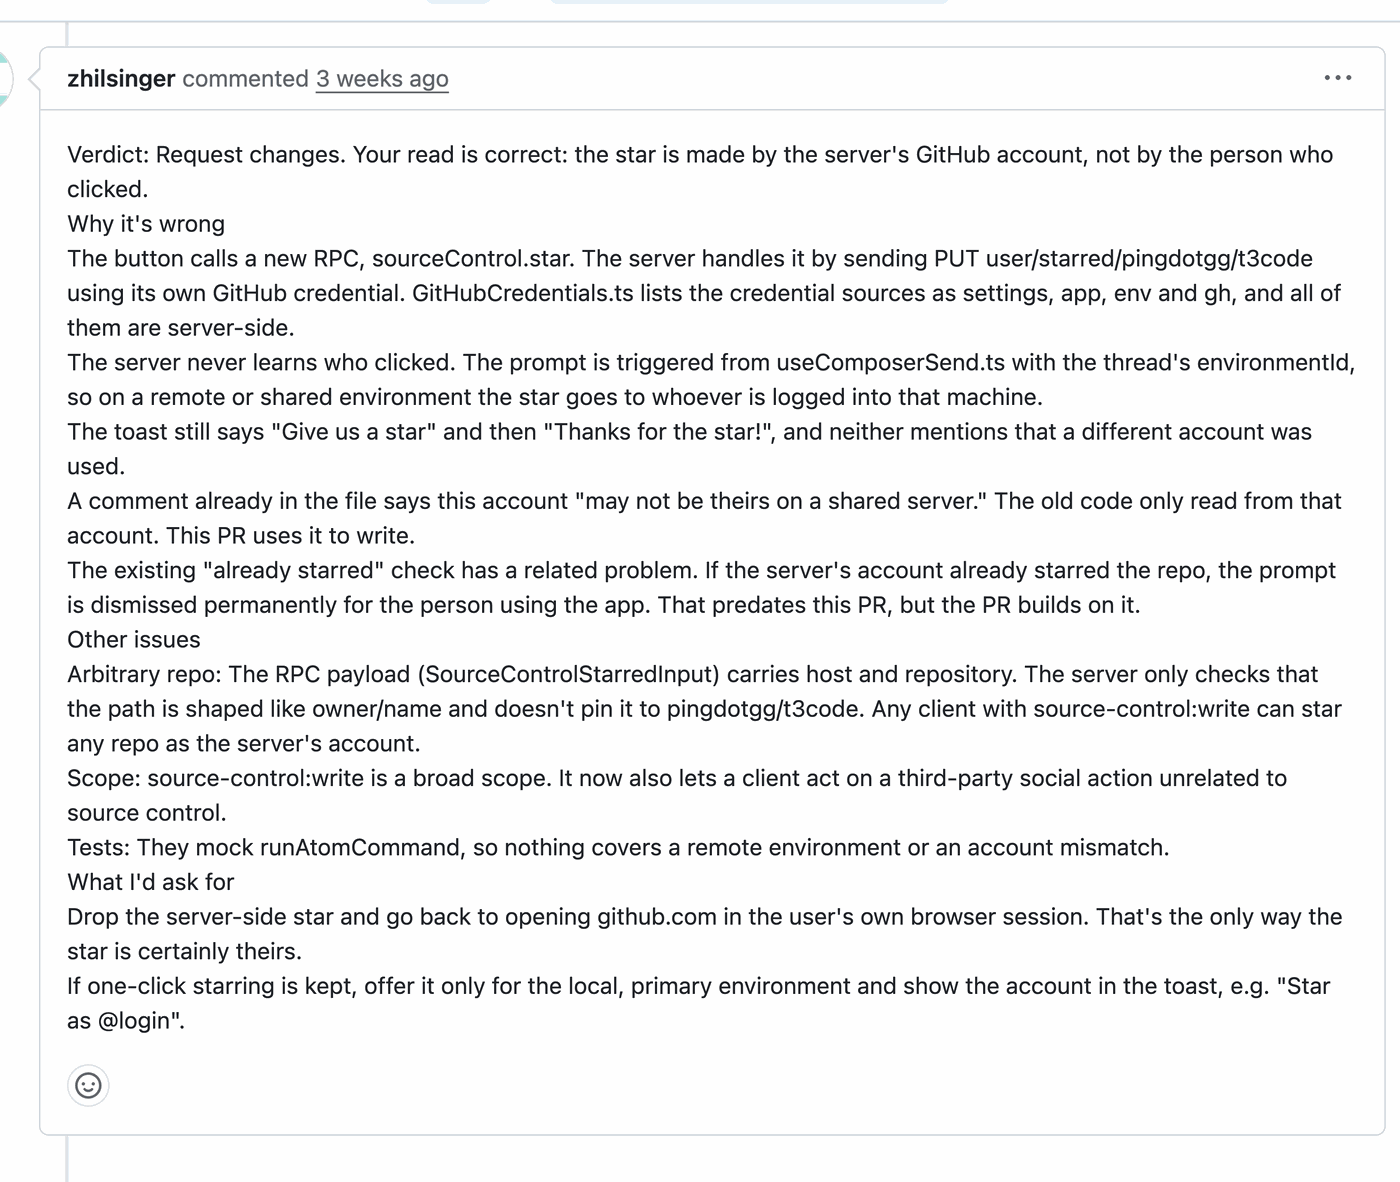 zhilsinger commented 3 weeks ago
Verdict: Request changes. Your read is correct: the star is made by the server's GitHub account, not by the person who
clicked.
Why it's wrong
The button calls a new RPC, sourceControl.star. The server handles it by sending PUT user/starred/pingdotgg/t3code
using its own GitHub credential. GitHubCredentials.ts lists the credential sources as settings, app, env and gh, and all of
them are server-side.
The server never learns who clicked. The prompt is triggered from useComposerSend.ts with the thread's environmentId,
so on a remote or shared environment the star goes to whoever is logged into that machine.
The toast still says "Give us a star" and then "Thanks for the star!", and neither mentions that a different account was
used.
A comment already in the file says this account "may not be theirs on a shared server." The old code only read from that
account. This PR uses it to write.
The existing "already starred" check has a related problem. If the server's account already starred the repo, the prompt
is dismissed permanently for the person using the app. That predates this PR, but the PR builds on it.
Other issues
Arbitrary repo: The RPC payload (SourceControlStarredInput) carries host and repository. The server only checks that
the path is shaped like owner/name and doesn't pin it to pingdotgg/t3code. Any client with source-control:write can star
any repo as the server's account.
Scope: source-control:write is a broad scope. It now also lets a client act on a third-party social action unrelated to
source control.
Tests: They mock runAtomCommand, so nothing covers a remote environment or an account mismatch.
What I'd ask for
Drop the server-side star and go back to opening github.com in the user's own browser session. That's the only way the
star is certainly theirs.
If one-click starring is kept, offer it only for the local, primary environment and show the account in the toast, e.g. "Star
as @login".